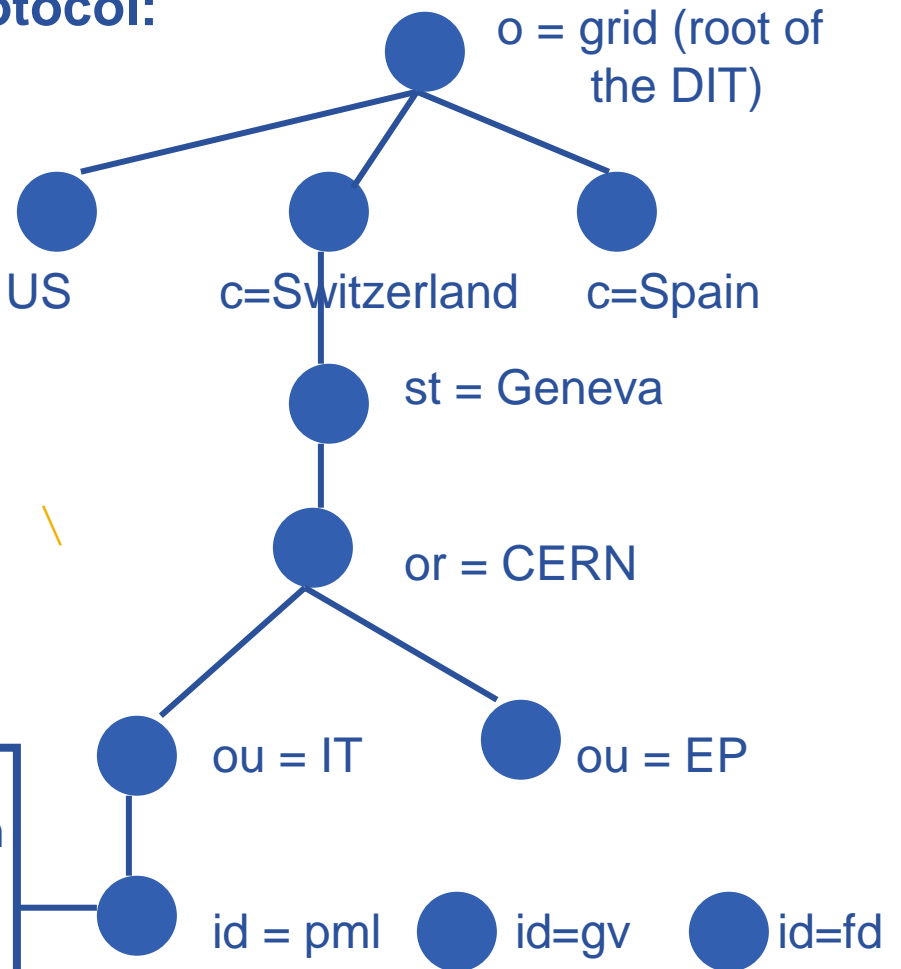 otocol:
o = grid (root of
the DIT)
US
c=Switzerland
c=Spain
st = Geneva
or = CERN
ou = IT
ou = EP
id = pml
id=gv
id=fd